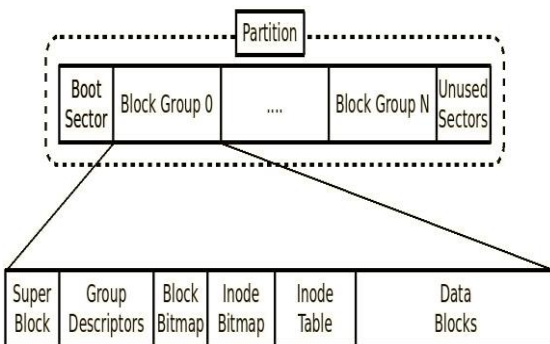 Partition
Boot
Sector
Block Group 0
....
Block Group N
Unused
Sectors
Super
Block
Group
Descriptors
Block
Bitmap
Inode
Bitmap
Inode
Table
Data
Blocks